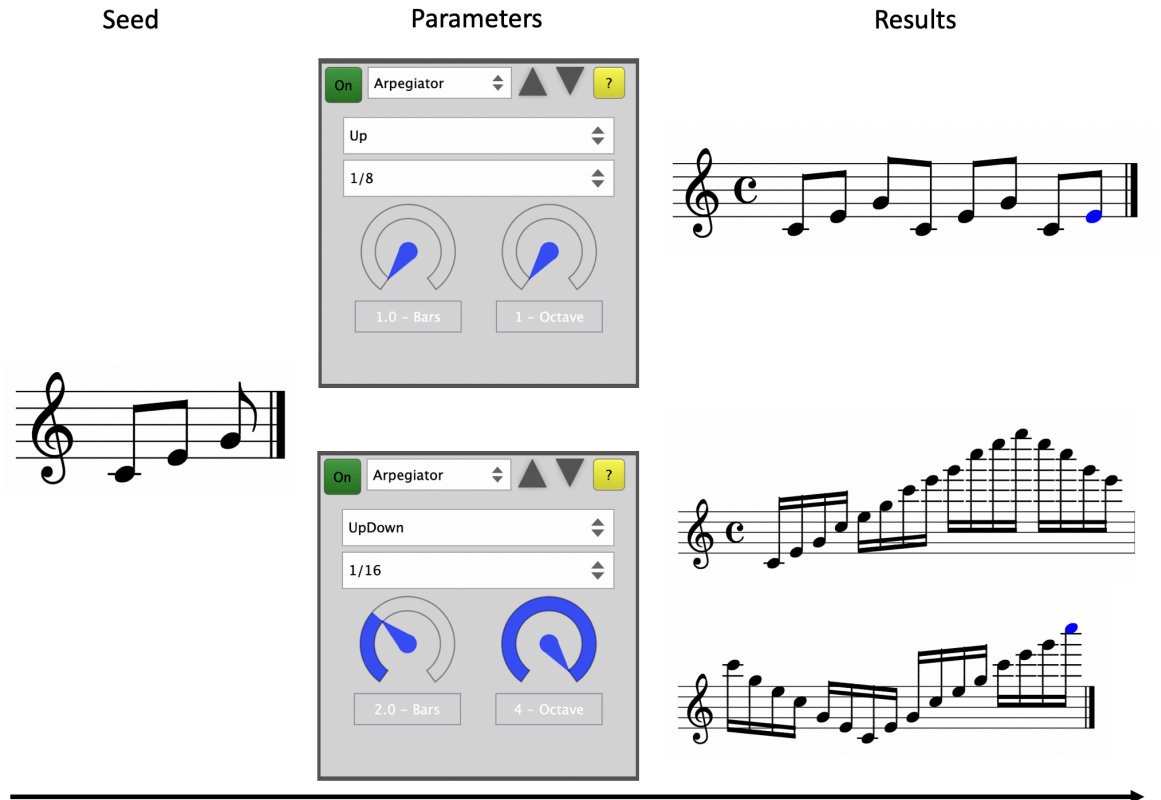 Seed
Parameters
Results
On
Arpegiator
?
Up
1/8
1.0 – Bars
1 – Octave
On
Arpegiator
?
UpDown
1/16
2.0 – Bars
4 – Octave